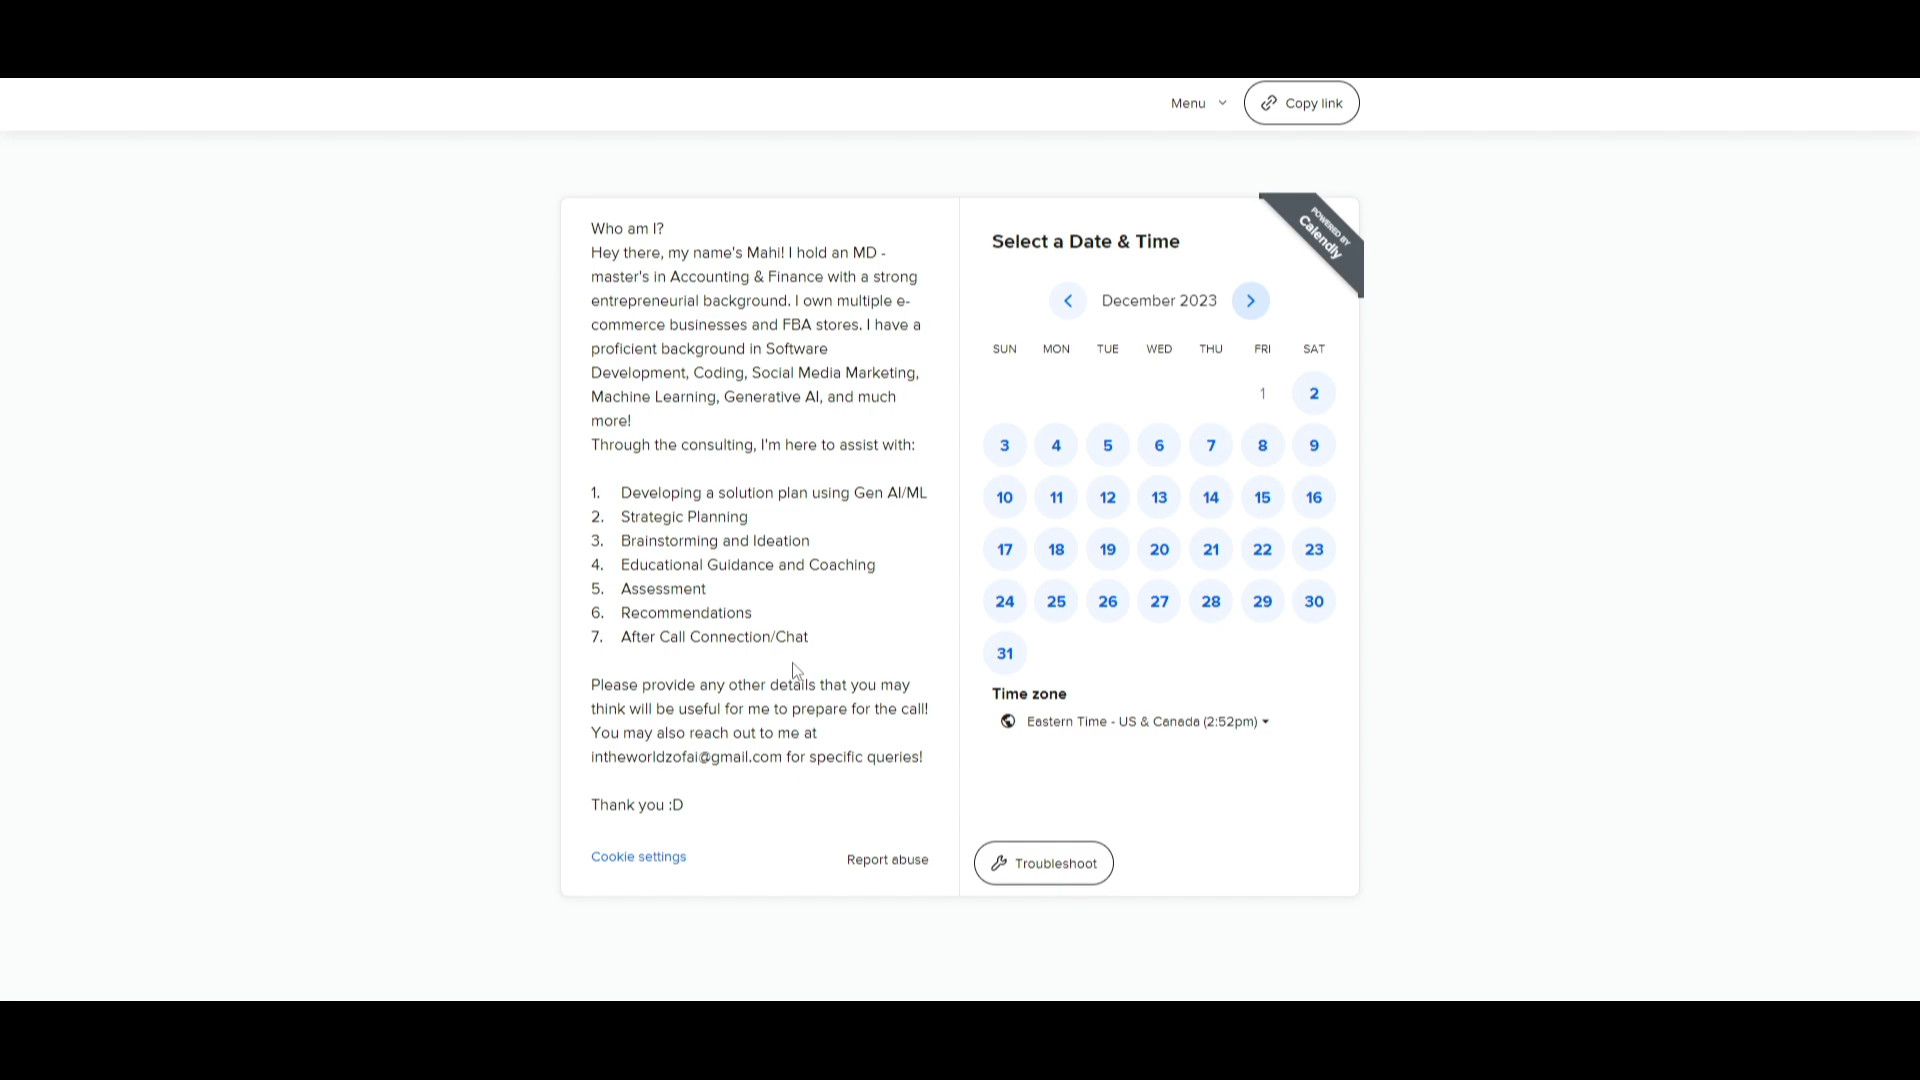 Menu
Copy link
Who am I?
Hey there, my name's Mahi! I hold an MD -
master's in Accounting & Finance with a strong
entrepreneurial background. I own multiple e-
commerce businesses and FBA stores. I have a
proficient background in Software
Development, Coding, Social Media Marketing,
Machine Learning, Generative AI, and much
more!
Through the consulting, I'm here to assist with:
1. Developing a solution plan using Gen AI/ML
2. Strategic Planning
3. Brainstorming and Ideation
4. Educational Guidance and Coaching
5. Assessment
6. Recommendations
7. After Call Connection/Chat
Please provide any other details that you may
think will be useful for me to prepare for the call!
You may also reach out to me at
intheworldzofai@gmail.com for specific queries!
Thank you :D
Cookie settings
Report abuse
POWERED BY
Calendly
Select a Date & Time
December 2023
SUN MON TUE WED THU FRI SAT
1 2
3 4 5 6 7 8 9
10 11 12 13 14 15 16
17 18 19 20 21 22 23
24 25 26 27 28 29 30
31
Time zone
Eastern Time - US & Canada (2:52pm)
Troubleshoot